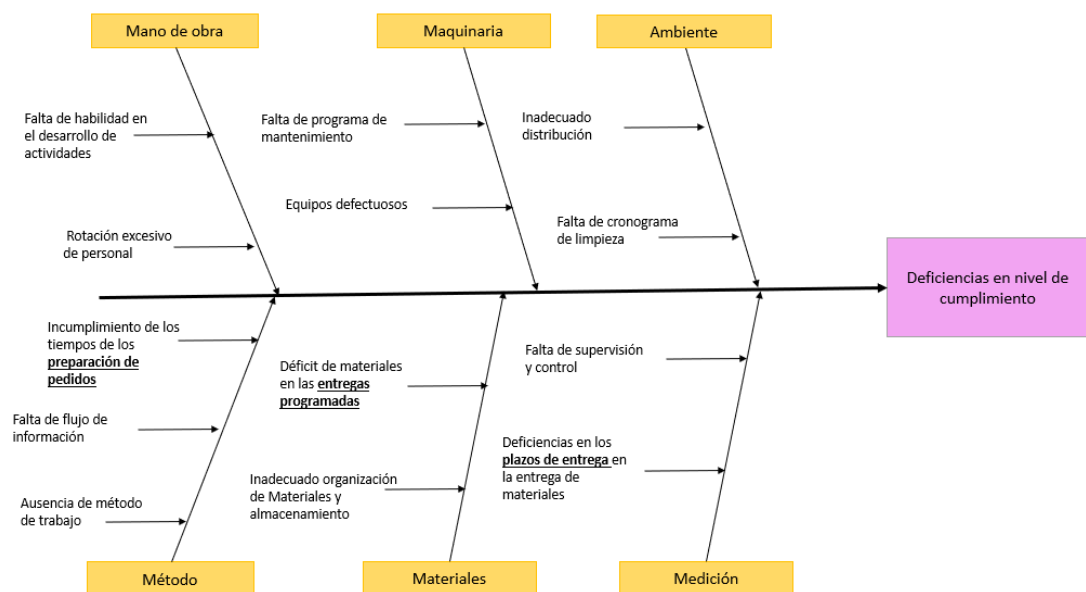 Mano de obra
Maquinaria
Ambiente
Falta de habilidad en
el desarrollo de
actividades
Falta de programa de
mantenimiento
Inadecuado
distribución
Rotación excesivo
de personal
Equipos defectuosos
Falta de cronograma
de limpieza
Deficiencias en nivel de
cumplimiento
Incumplimiento de los
tiempos de los
preparación de
pedidos
Déficit de materiales
en las entregas
programadas
Falta de supervisión
y control
Falta de flujo de
información
Inadecuado organización
de Materiales y
almacenamiento
Deficiencias en los
plazos de entrega en
la entrega de
materiales
Ausencia de método
de trabajo
Método
Materiales
Medición